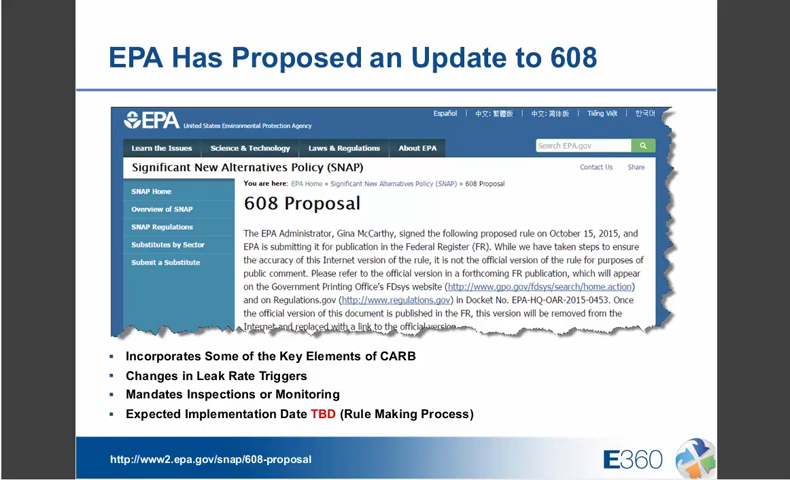 EPA Has Proposed an Update to 608
Español | 中文: 繁體版 | 中文: 简体版 | Tiếng Việt | 한국어
EPA United States Environmental Protection Agency
Learn the Issues Science & Technology Laws & Regulations About EPA
Search EPA.gov
Significant New Alternatives Policy (SNAP)
Contact Us Share
SNAP Home
Overview of SNAP
SNAP Regulations
Substitutes by Sector
Submit a Substitute
You are here: EPA Home » Significant New Alternatives Policy (SNAP) » 608 Proposal
608 Proposal
The EPA Administrator, Gina McCarthy, signed the following proposed rule on October 15, 2015, and
EPA is submitting it for publication in the Federal Register (FR). While we have taken steps to ensure
the accuracy of this Internet version of the rule, it is not the official version of the rule for purposes of
public comment. Please refer to the official version in a forthcoming FR publication, which will appear
on the Government Printing Office's FDsys website (http://www.gpo.gov/fdsys/search/home.action)
and on Regulations.gov (http://www.regulations.gov) in Docket No. EPA-HQ-OAR-2015-0453. Once
the official version of this document is published in the FR, this version will be removed from the
Internet and replaced with a link to the official version.
▪ Incorporates Some of the Key Elements of CARB
▪ Changes in Leak Rate Triggers
▪ Mandates Inspections or Monitoring
▪ Expected Implementation Date TBD (Rule Making Process)
http://www2.epa.gov/snap/608-proposal
E360